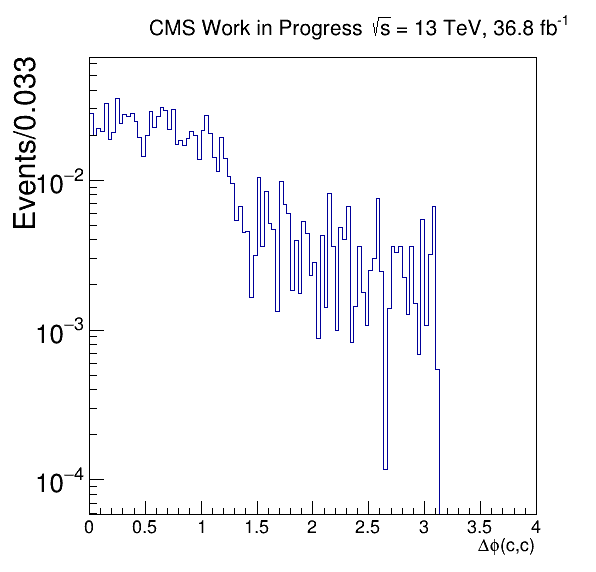 CMS Work in Progress √s = 13 TeV, 36.8 fb⁻¹
Events/0.033
10⁻²
10⁻³
10⁻⁴
0 0.5 1 1.5 2 2.5 3 3.5 4
Δϕ(c,c)